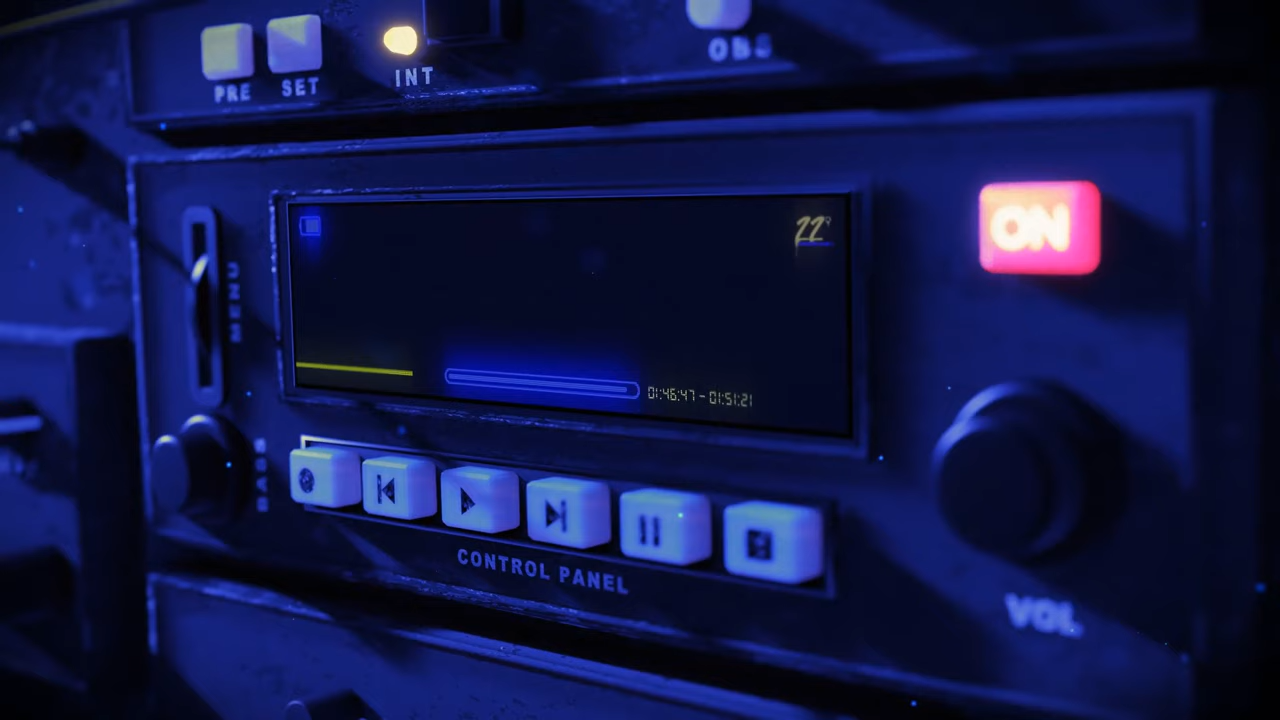 PRE
SET
INT
OBS
ON
22°
MENU
01:46:47 - 01:51:21
BASS
CONTROL PANEL
VOL